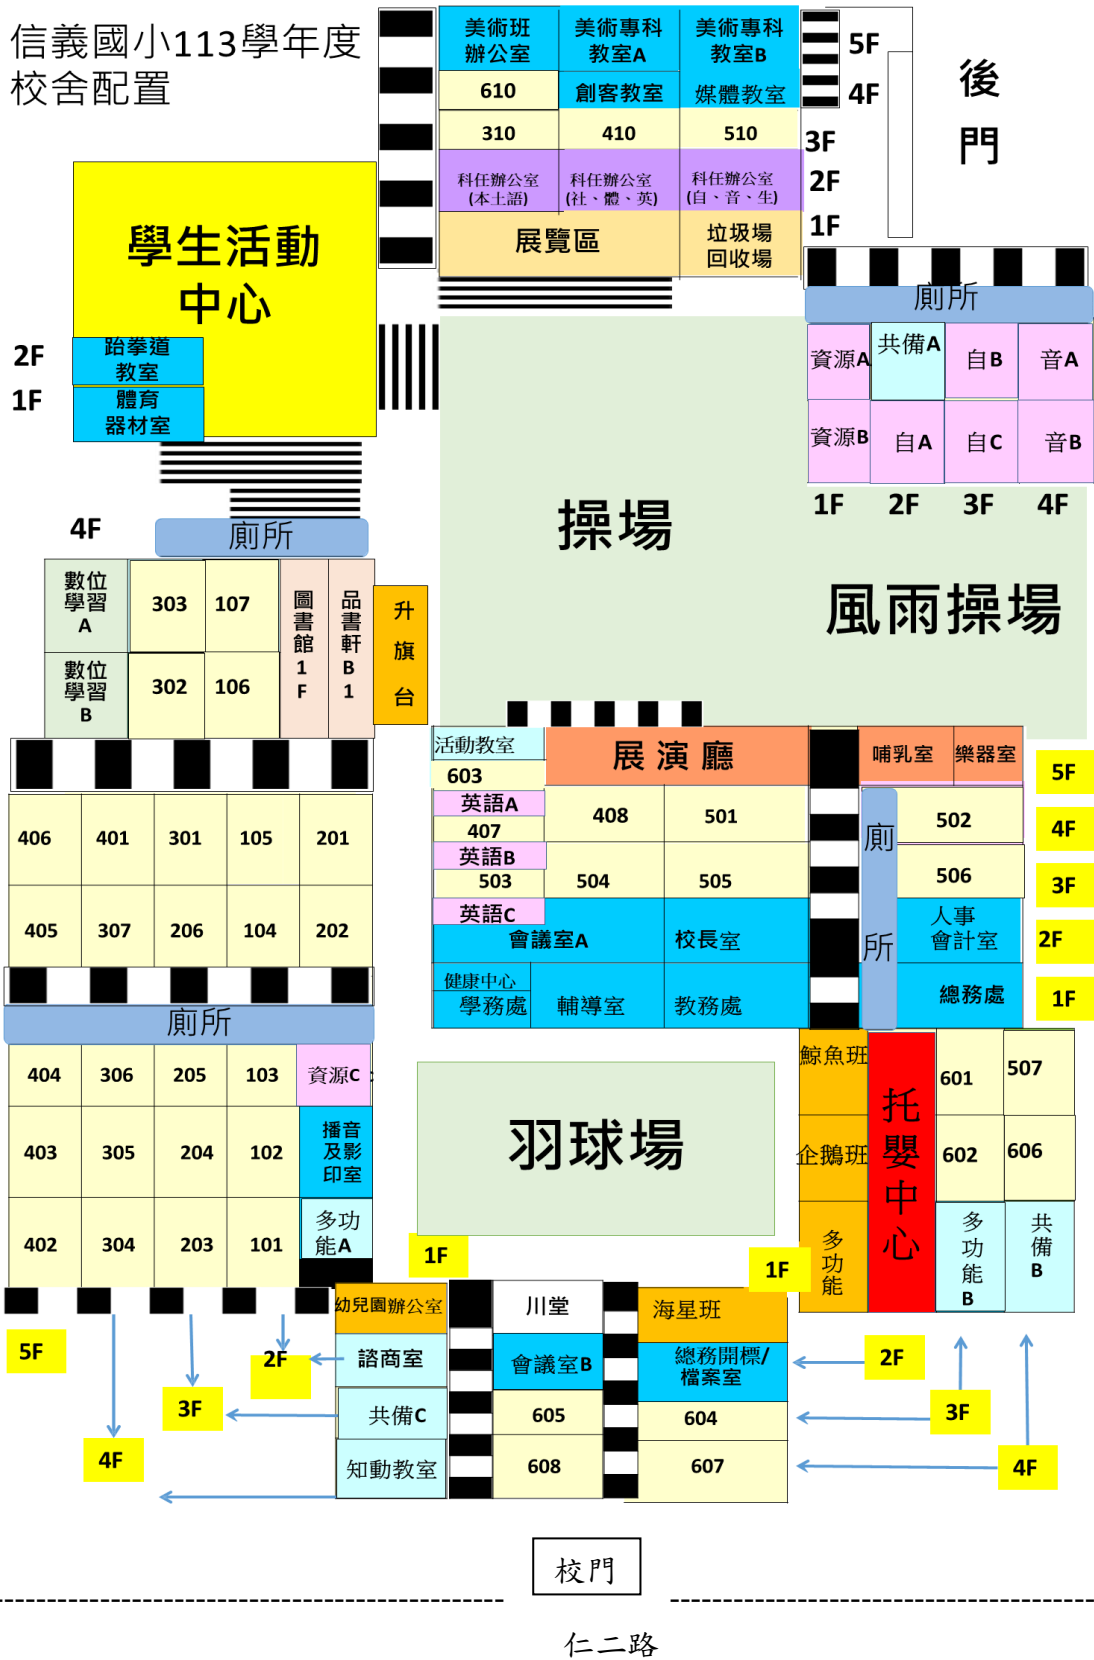 信義國小113學年度
校舍配置
美術班
辦公室
美術專科
教室A
美術專科
教室B
5F
610
創客教室
媒體教室
4F
310
410
510
3F
科任辦公室
(本土語)
科任辦公室
(社、體、英)
科任辦公室
(自、音、生)
2F
展覽區
垃圾場
回收場
1F
後
門
學生活動
中心
2F
跆拳道
教室
1F
體育
器材室
廁所
資源A
共備A
自B
音A
資源B
自A
自C
音B
1F
2F
3F
4F
操場
風雨操場
4F
廁所
數位
學習
A
303
107
圖
書
館
1
F
品
書
軒
B
1
升
旗
台
數位
學習
B
302
106
406
401
301
105
201
405
307
206
104
202
廁所
404
306
205
103
資源C
403
305
204
102
播音
及影
印室
402
304
203
101
多功
能A
活動教室
展演廳
哺乳室
樂器室
5F
603
英語A
407
408
501
502
4F
英語B
503
504
505
506
3F
英語C
會議室A
校長室
人事
會計室
2F
健康中心
學務處
輔導室
教務處
總務處
1F
廁
所
羽球場
鯨魚班
企鵝班
多
功
能
托
嬰
中
心
601
507
602
606
多
功
能
B
共
備
B
1F
1F
幼兒園辦公室
川堂
海星班
5F
2F
諮商室
會議室B
總務開標/
檔案室
2F
3F
共備C
605
604
3F
4F
知動教室
608
607
4F
校門
仁二路